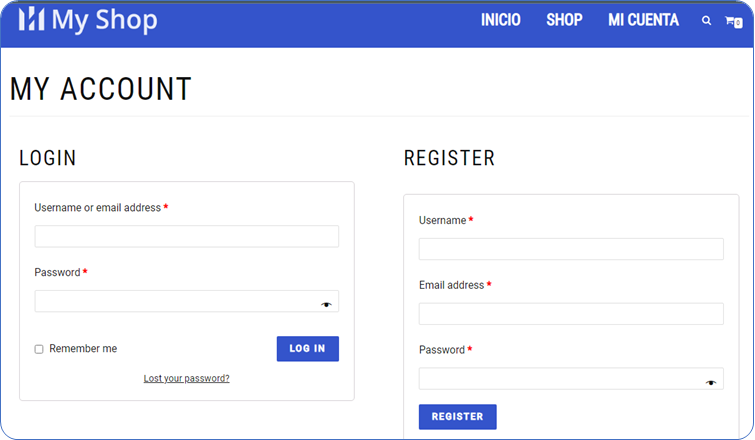 My Shop
INICIO SHOP MI CUENTA 0
MY ACCOUNT
LOGIN
Username or email address *
Password *
Remember me
LOG IN
Lost your password?
REGISTER
Username *
Email address *
Password *
REGISTER